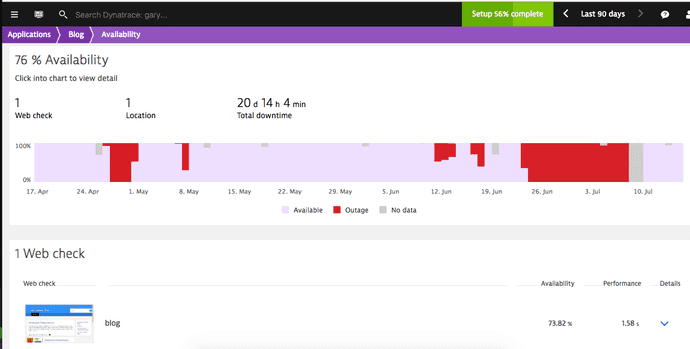 Search Dynatrace: gary...
Setup 56% complete
Last 90 days
Applications
Blog
Availability
76 % Availability
Click into chart to view detail
1
Web check
1
Location
20 d 14 h 4 min
Total downtime
100%
0%
17. Apr
24. Apr
1. May
8. May
15. May
22. May
29. May
5. Jun
12. Jun
19. Jun
26. Jun
3. Jul
10. Jul
Available
Outage
No data
1 Web check
Web check
Availability
Performance
Details
blog
73.82 %
1.58 s